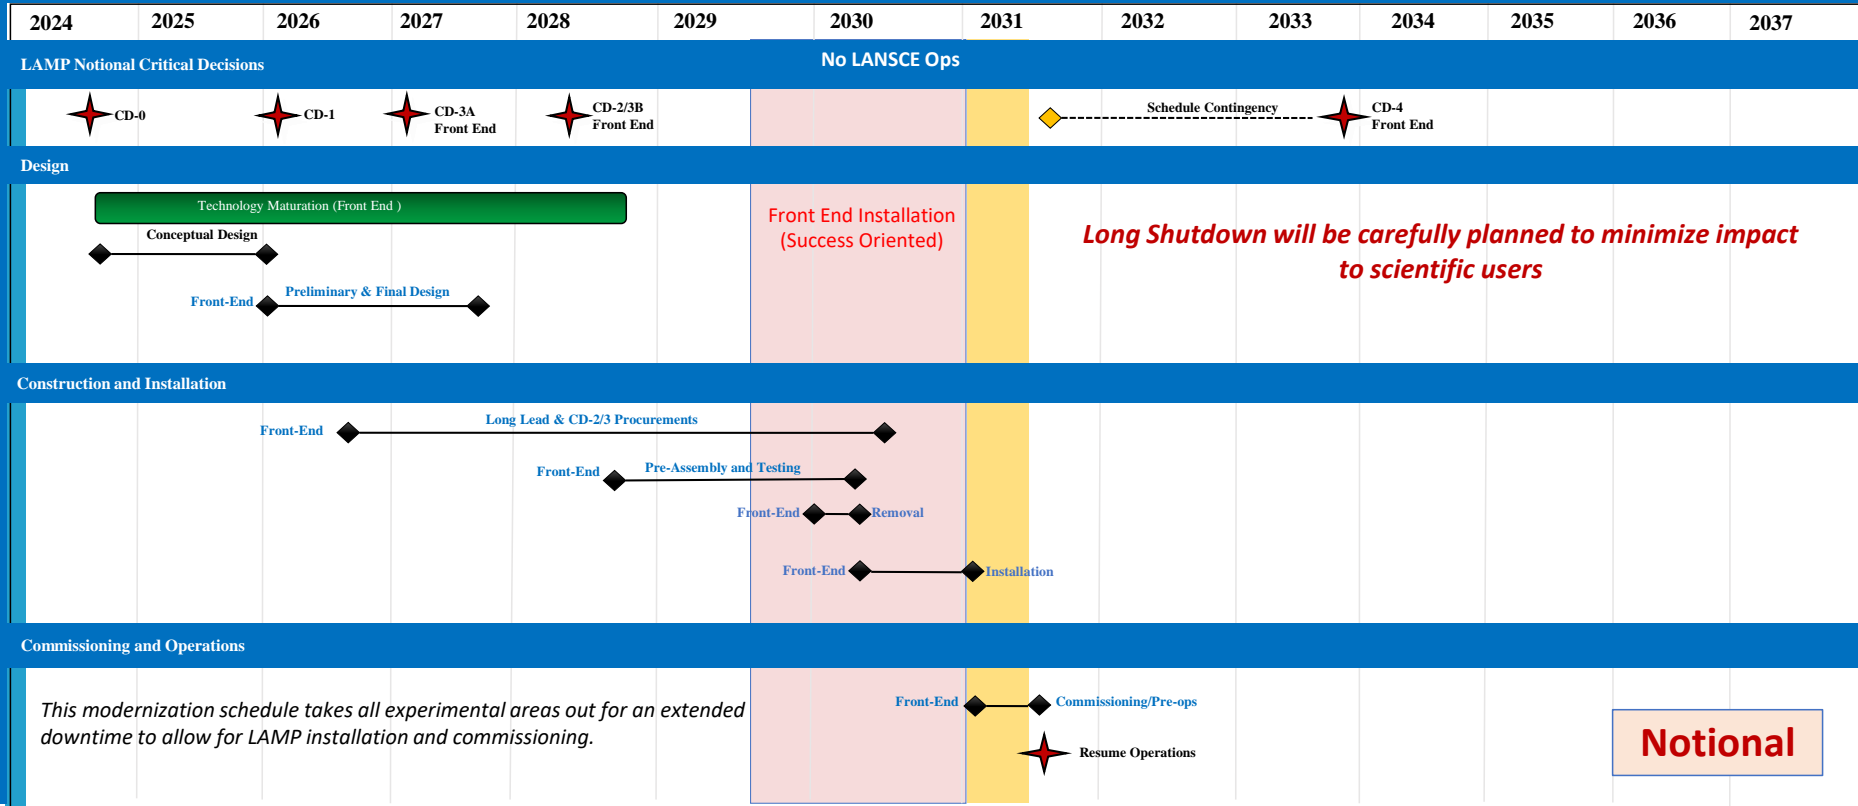 2024 2025 2026 2027 2028 2029 2030 2031 2032 2033 2034 2035 2036 2037
LAMP Notional Critical Decisions
No LANSCE Ops
CD-0
CD-1
CD-3A
Front End
CD-2/3B
Front End
Schedule Contingency
CD-4
Front End
Design
Technology Maturation (Front End )
Conceptual Design
Front-End
Preliminary & Final Design
Front End Installation
(Success Oriented)
Long Shutdown will be carefully planned to minimize impact
to scientific users
Construction and Installation
Front-End
Long Lead & CD-2/3 Procurements
Front-End
Pre-Assembly and Testing
Front-End
Removal
Front-End
Installation
Commissioning and Operations
This modernization schedule takes all experimental areas out for an extended
downtime to allow for LAMP installation and commissioning.
Front-End
Commissioning/Pre-ops
Resume Operations
Notional